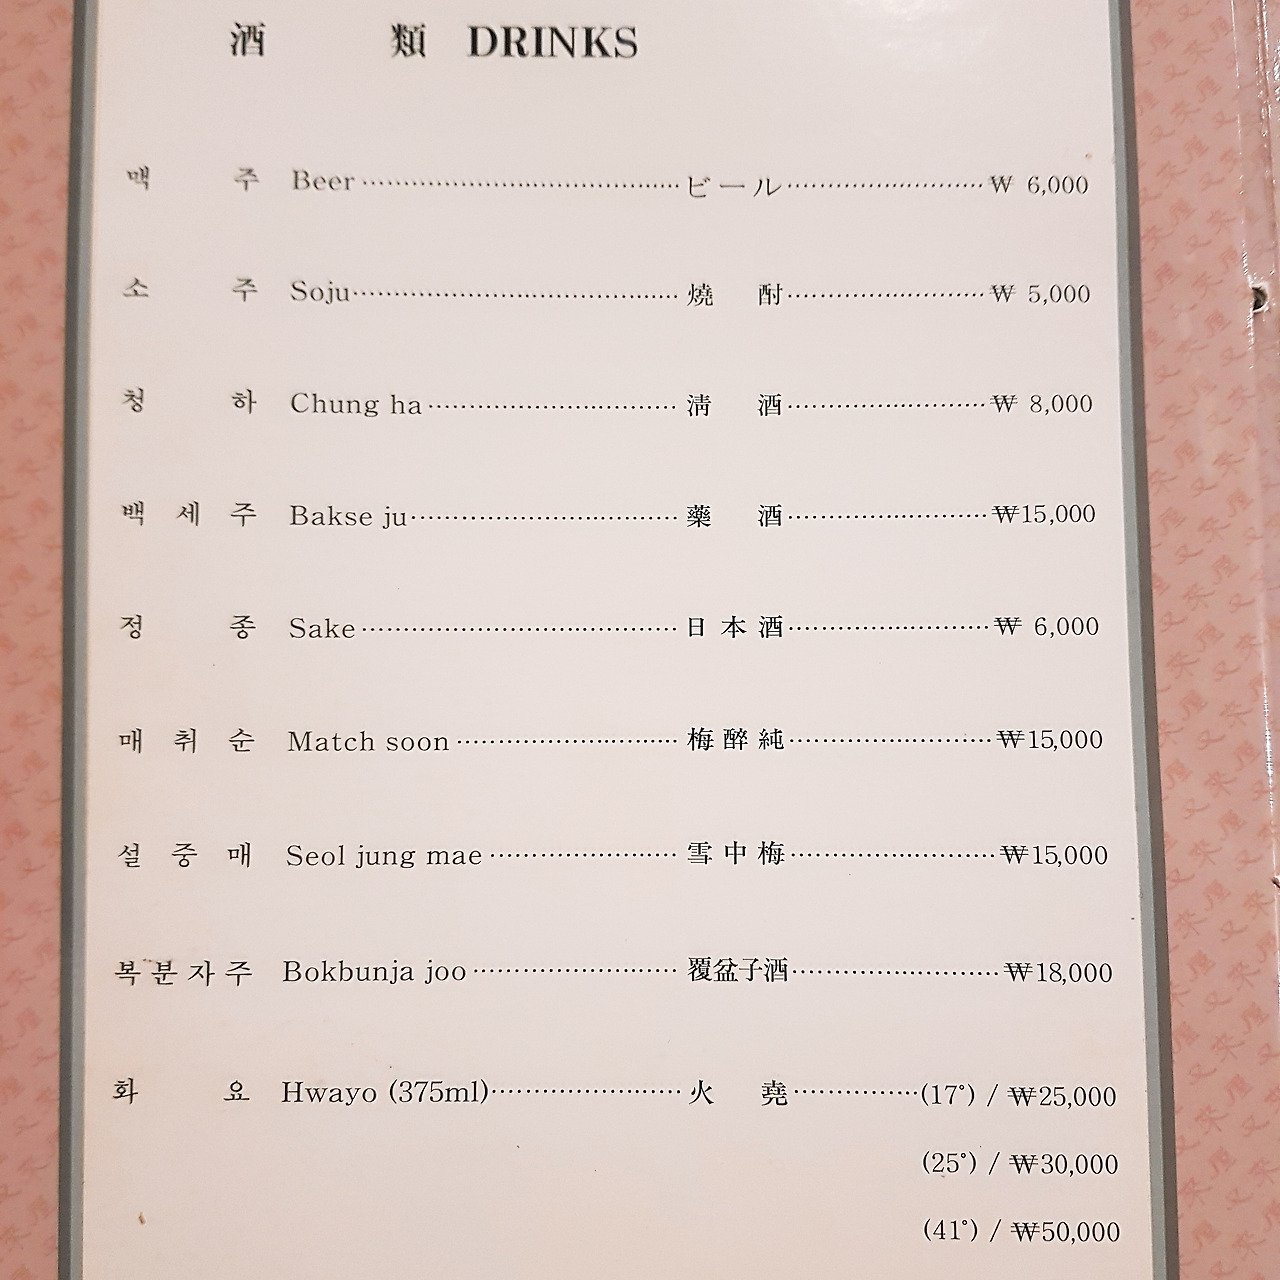 酒 類 DRINKS
맥 주 Beer ビール ₩ 6,000
소 주 Soju 燒 酎 ₩ 5,000
청 하 Chung ha 淸 酒 ₩ 8,000
백 세 주 Bakse ju 藥 酒 ₩15,000
정 종 Sake 日 本 酒 ₩ 6,000
매 취 순 Match soon 梅 醉 純 ₩15,000
설 중 매 Seol jung mae 雪 中 梅 ₩15,000
복 분 자 주 Bokbunja joo 覆盆子酒 ₩18,000
화 요 Hwayo (375ml) 火 堯 (17°) / ₩25,000
(25°) / ₩30,000
(41°) / ₩50,000